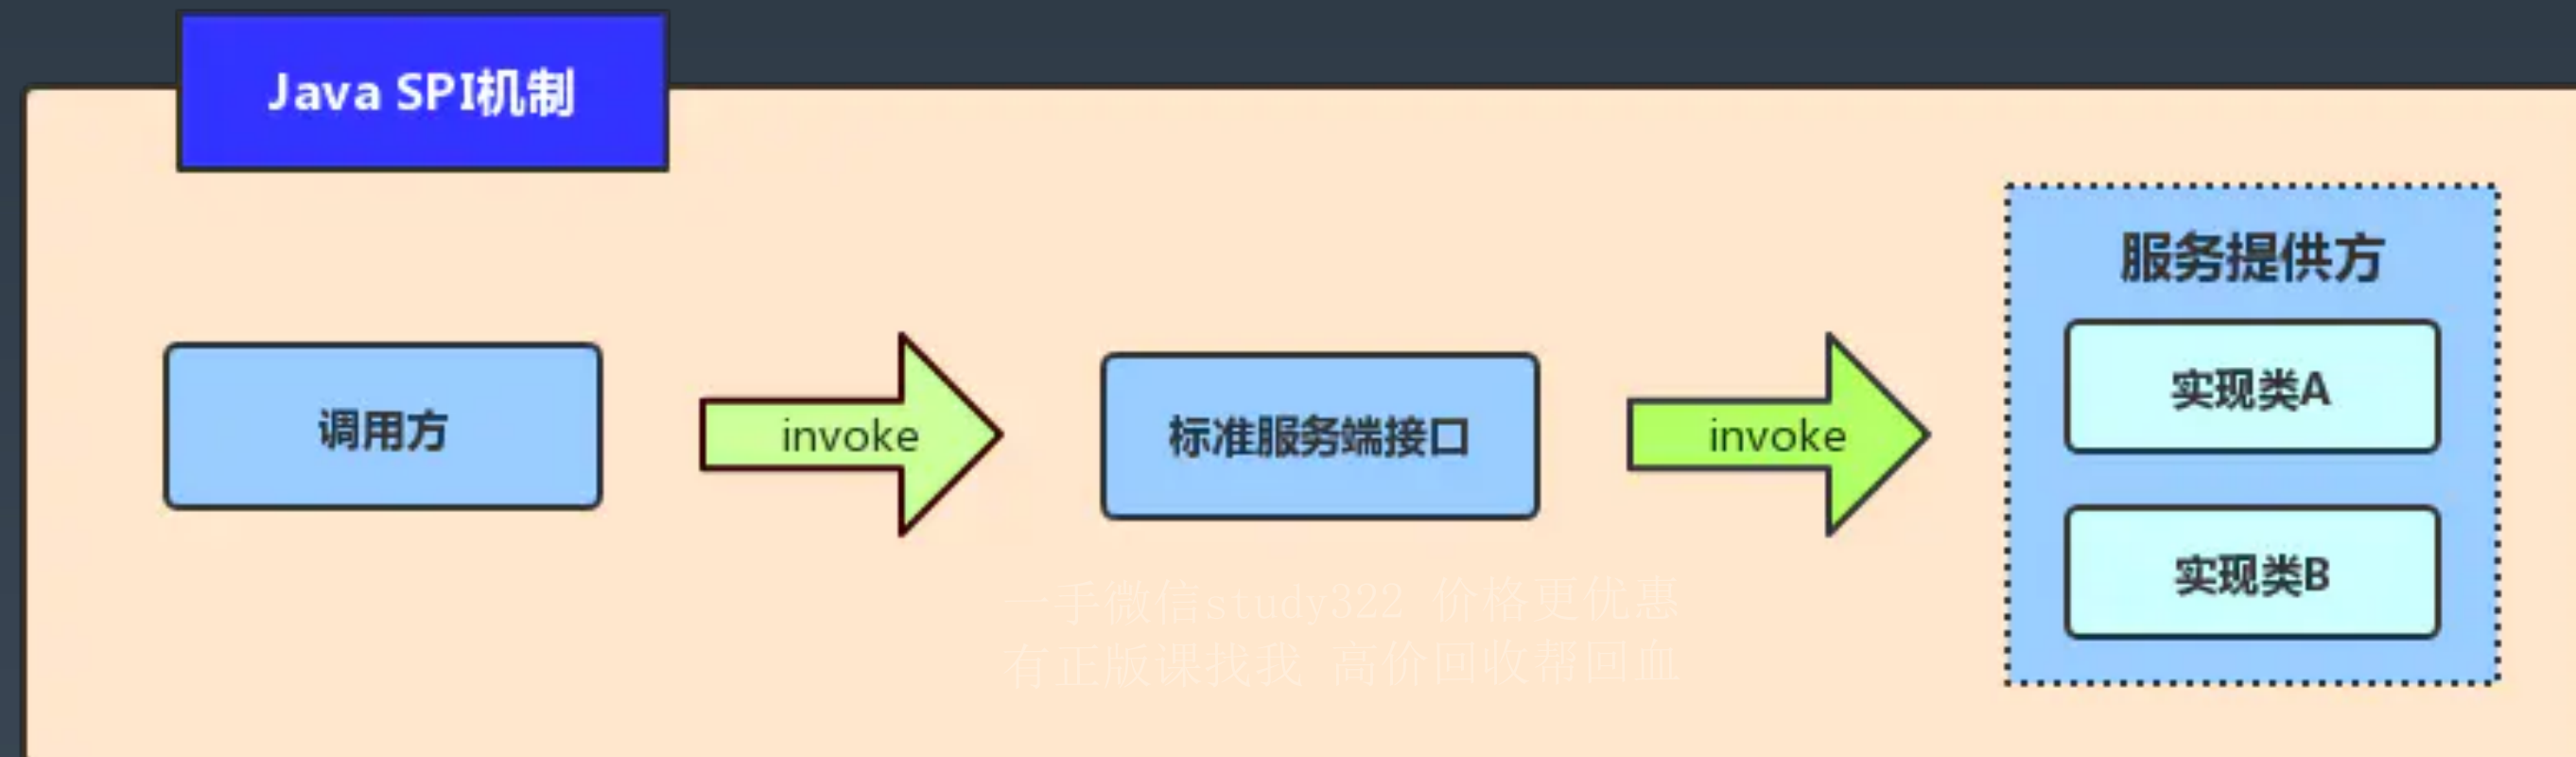 Java SPI机制
服务提供方
实现类A
调用方
invoke
标准服务端接口
invoke
实现类B
一手微信study322 价格更优惠
有正版课找我 高价回收帮回血